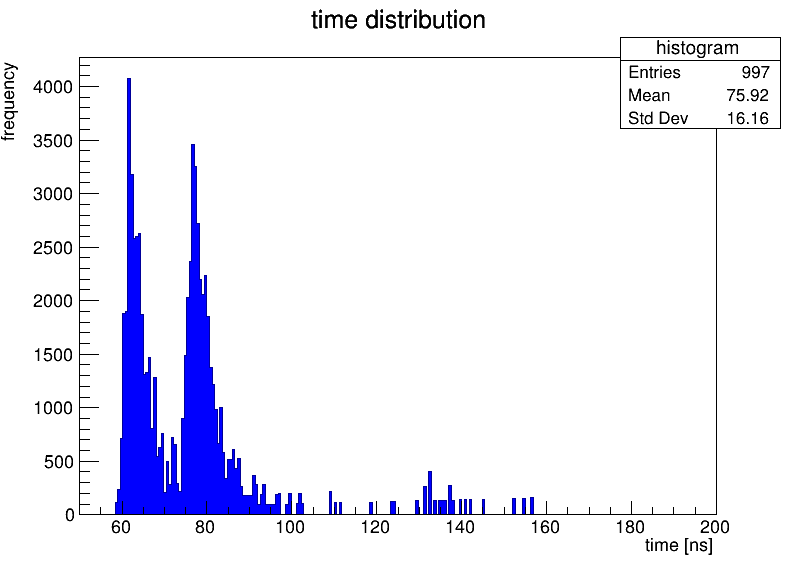 time distribution
histogram
Entries 997
Mean 75.92
Std Dev 16.16
frequency
4000
3500
3000
2500
2000
1500
1000
500
0
60 80 100 120 140 160 180 200
time [ns]